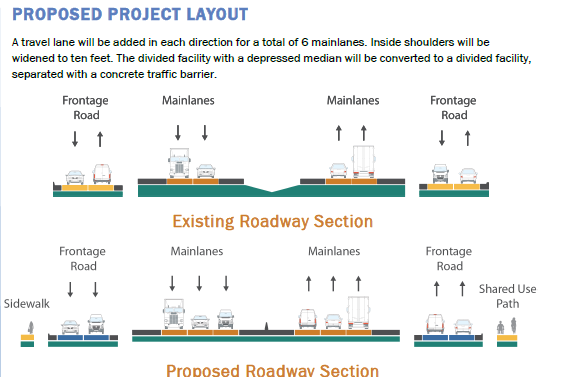 PROPOSED PROJECT LAYOUT
A travel lane will be added in each direction for a total of 6 mainlanes. Inside shoulders will be
widened to ten feet. The divided facility with a depressed median will be converted to a divided facility,
separated with a concrete traffic barrier.
Frontage
Road
Mainlanes
Mainlanes
Frontage
Road
Existing Roadway Section
Frontage
Road
Mainlanes
Mainlanes
Frontage
Road
Sidewalk
Shared Use
Path
Proposed Roadway Section